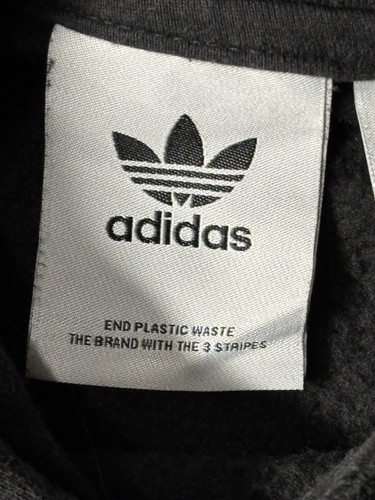 adidas
END PLASTIC WASTE
THE BRAND WITH THE 3 STRIPES